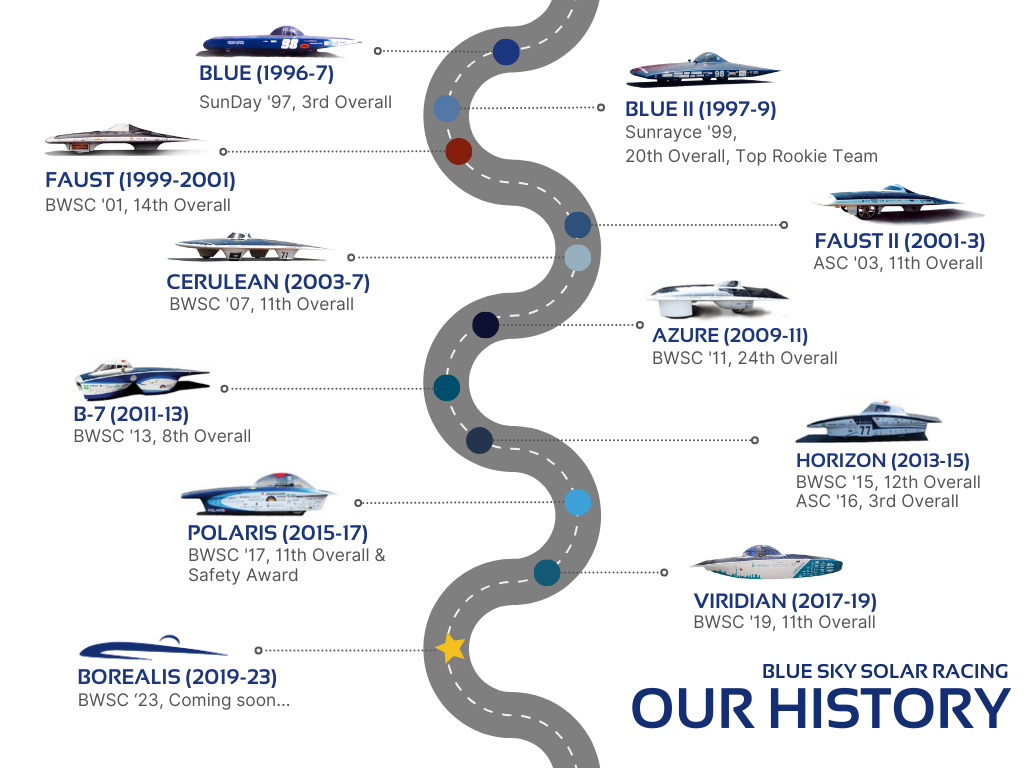 BLUE (1996-7)
SunDay '97, 3rd Overall
BLUE II (1997-9)
Sunrayce '99,
20th Overall, Top Rookie Team
FAUST (1999-2001)
BWSC '01, 14th Overall
FAUST II (2001-3)
ASC '03, 11th Overall
CERULEAN (2003-7)
BWSC '07, 11th Overall
AZURE (2009-11)
BWSC '11, 24th Overall
B-7 (2011-13)
BWSC '13, 8th Overall
HORIZON (2013-15)
BWSC '15, 12th Overall
ASC '16, 3rd Overall
POLARIS (2015-17)
BWSC '17, 11th Overall &
Safety Award
VIRIDIAN (2017-19)
BWSC '19, 11th Overall
BOREALIS (2019-23)
BWSC ‘23, Coming soon...
BLUE SKY SOLAR RACING
OUR HISTORY
98
98
77
77